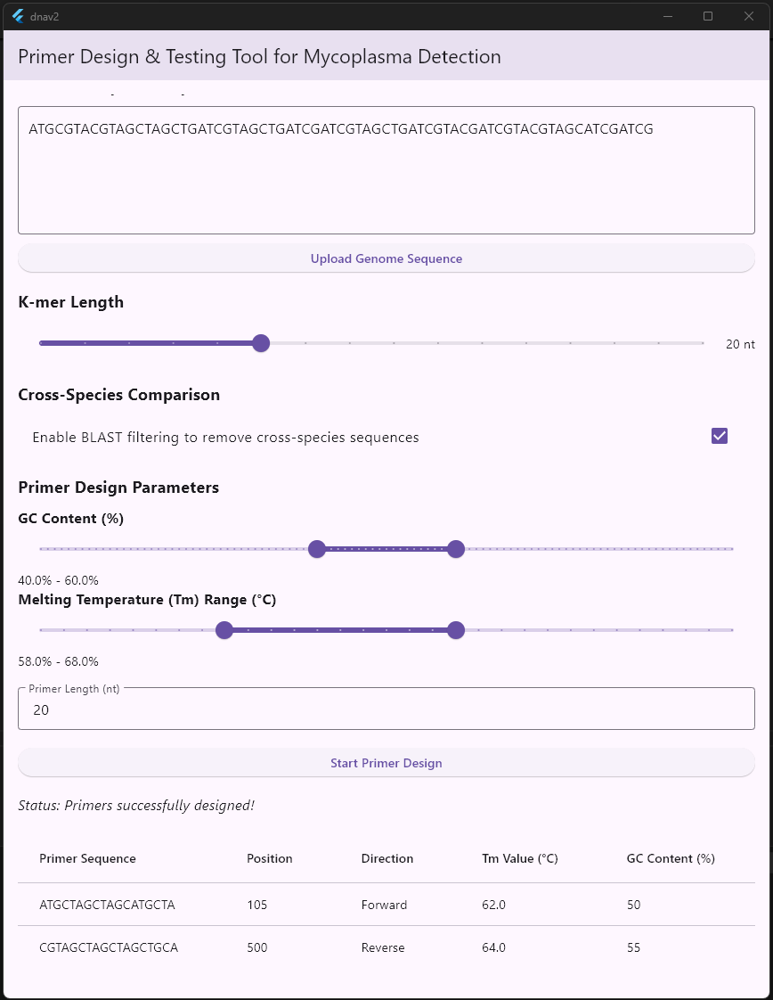 dnav2
Primer Design & Testing Tool for Mycoplasma Detection
ATGCGTACGTAGCTAGCTGATCGTAGCTGATCGATCGTAGCTGATCGTACGATCGTACGTAGCATCGATCG
Upload Genome Sequence
K-mer Length
20 nt
Cross-Species Comparison
Enable BLAST filtering to remove cross-species sequences
Primer Design Parameters
GC Content (%)
40.0% - 60.0%
Melting Temperature (Tm) Range (°C)
58.0% - 68.0%
Primer Length (nt)
20
Start Primer Design
Status: Primers successfully designed!
Primer Sequence Position Direction Tm Value (°C) GC Content (%)
ATGCTAGCTAGCATGCTA 105 Forward 62.0 50
CGTAGCTAGCTAGCTGCA 500 Reverse 64.0 55